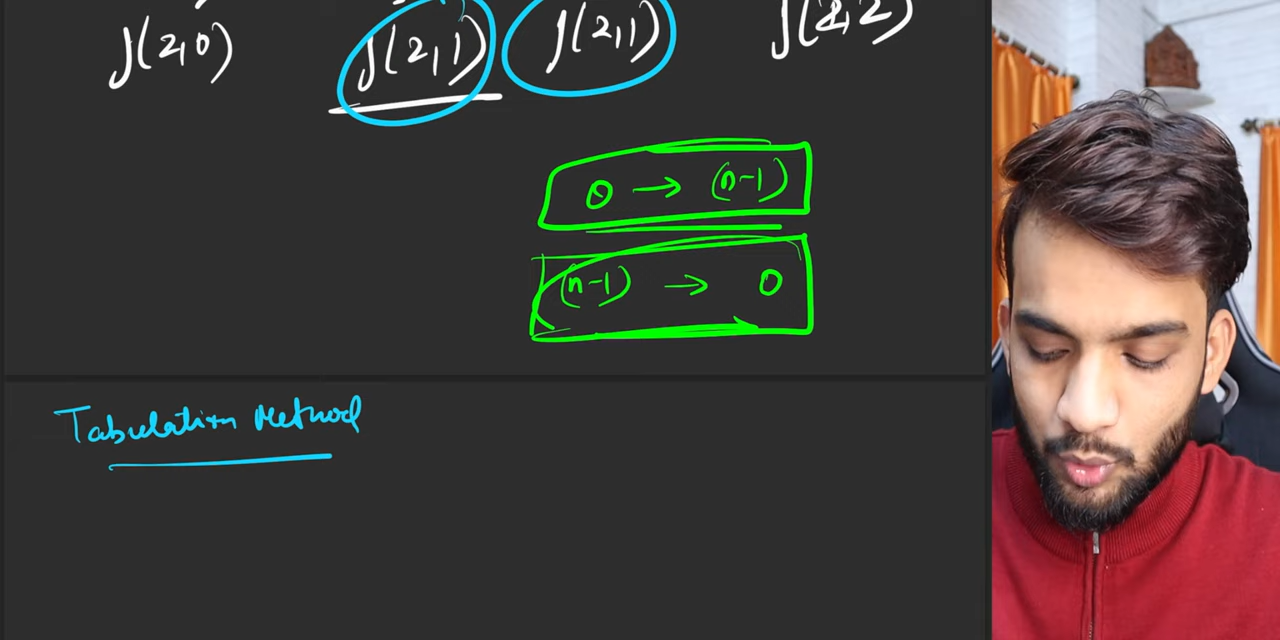 f(2,0) f(2,1) f(2,1) f(2,2)
0 → (n-1)
(n-1) → 0
Tabulation Method